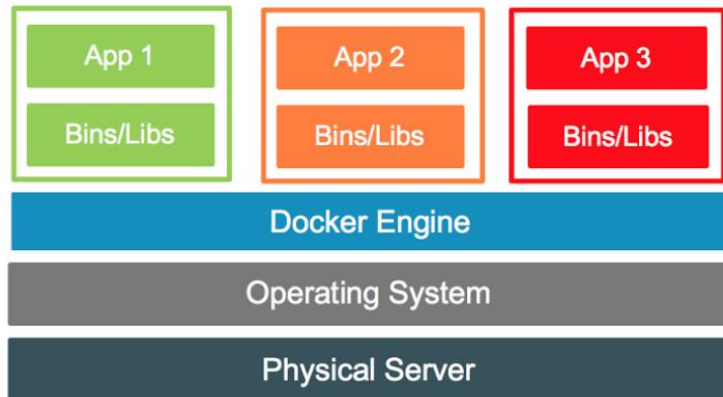 App 1
App 2
App 3
Bins/Libs
Bins/Libs
Bins/Libs
Docker Engine
Operating System
Physical Server